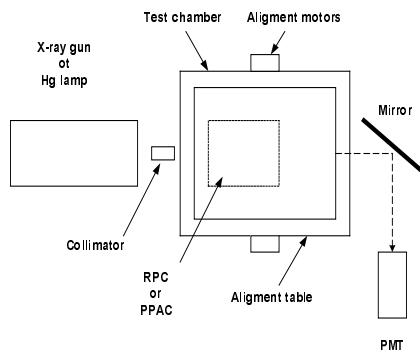 Test chamber
Aligment motors
X-ray gun
ot
Hg lamp
Mirror
Collimator
RPC
or
PPAC
Aligment table
PMT